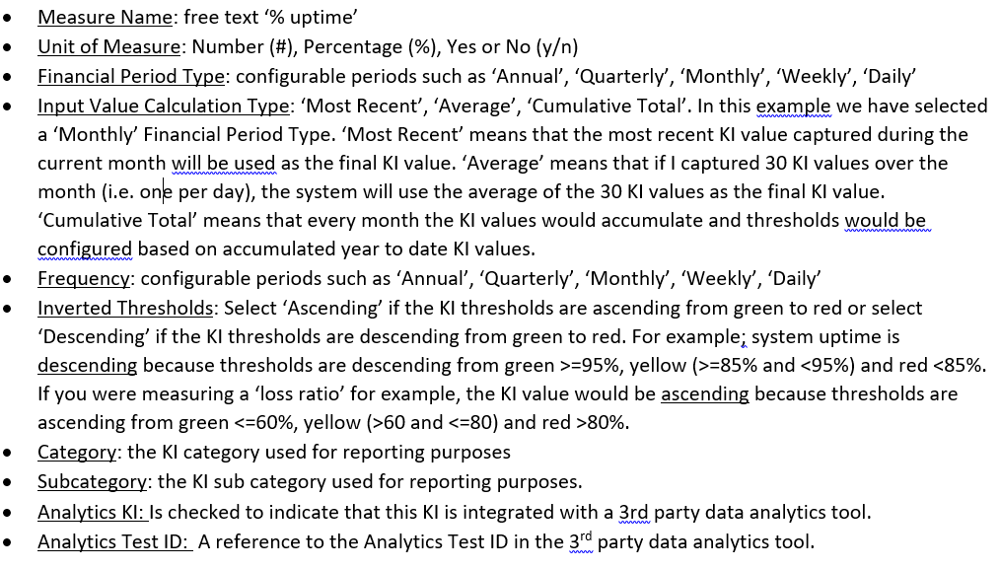 • Measure Name: free text ‘% uptime’
• Unit of Measure: Number (#), Percentage (%), Yes or No (y/n)
• Financial Period Type: configurable periods such as ‘Annual’, ‘Quarterly’, ‘Monthly’, ‘Weekly’, ‘Daily’
• Input Value Calculation Type: ‘Most Recent’, ‘Average’, ‘Cumulative Total’. In this example we have selected
a ‘Monthly’ Financial Period Type. ‘Most Recent’ means that the most recent KI value captured during the
current month will be used as the final KI value. ‘Average’ means that if I captured 30 KI values over the
month (i.e. one per day), the system will use the average of the 30 KI values as the final KI value.
‘Cumulative Total’ means that every month the KI values would accumulate and thresholds would be
configured based on accumulated year to date KI values.
• Frequency: configurable periods such as ‘Annual’, ‘Quarterly’, ‘Monthly’, ‘Weekly’, ‘Daily’
• Inverted Thresholds: Select ‘Ascending’ if the KI thresholds are ascending from green to red or select
‘Descending’ if the KI thresholds are descending from green to red. For example; system uptime is
descending because thresholds are descending from green >=95%, yellow (>=85% and <95%) and red <85%.
If you were measuring a ‘loss ratio’ for example, the KI value would be ascending because thresholds are
ascending from green <=60%, yellow (>60 and <=80) and red >80%.
• Category: the KI category used for reporting purposes
• Subcategory: the KI sub category used for reporting purposes.
• Analytics KI: Is checked to indicate that this KI is integrated with a 3rd party data analytics tool.
• Analytics Test ID:  A reference to the Analytics Test ID in the 3rd party data analytics tool.